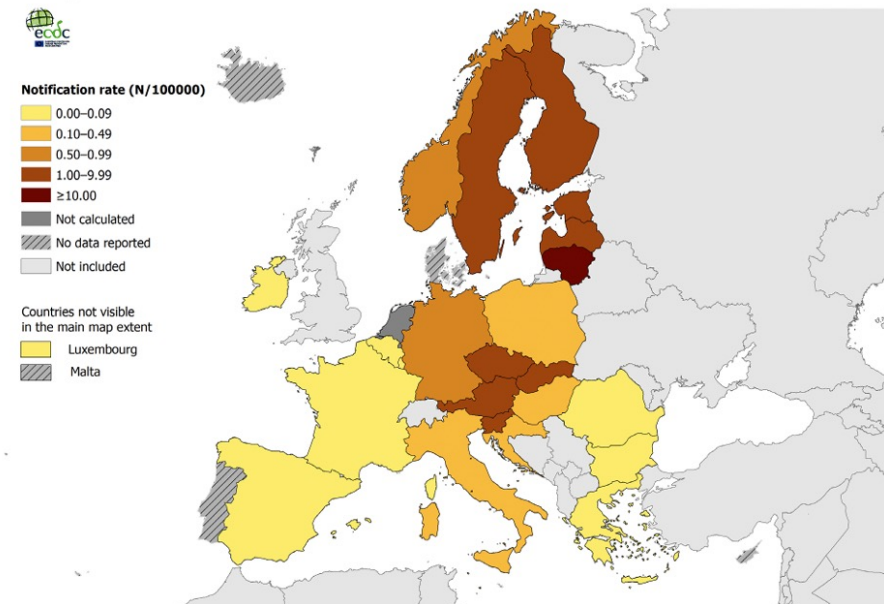 ecdc
Notification rate (N/100000)
0.00–0.09
0.10–0.49
0.50–0.99
1.00–9.99
≥10.00
Not calculated
No data reported
Not included
Countries not visible
in the main map extent
Luxembourg
Malta